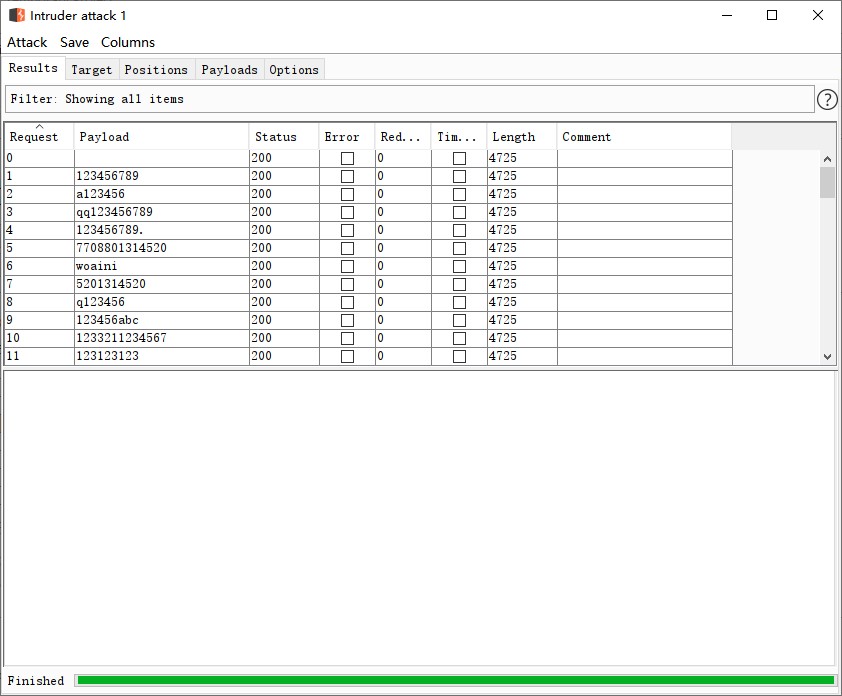 Intruder attack 1
Attack Save Columns
Results Target Positions Payloads Options
Filter: Showing all items ?
Request Payload Status Error Red... Tim... Length Comment
0 200 0 4725
1 123456789 200 0 4725
2 a123456 200 0 4725
3 qq123456789 200 0 4725
4 123456789. 200 0 4725
5 7708801314520 200 0 4725
6 woaini 200 0 4725
7 5201314520 200 0 4725
8 q123456 200 0 4725
9 123456abc 200 0 4725
10 1233211234567 200 0 4725
11 123123123 200 0 4725
Finished